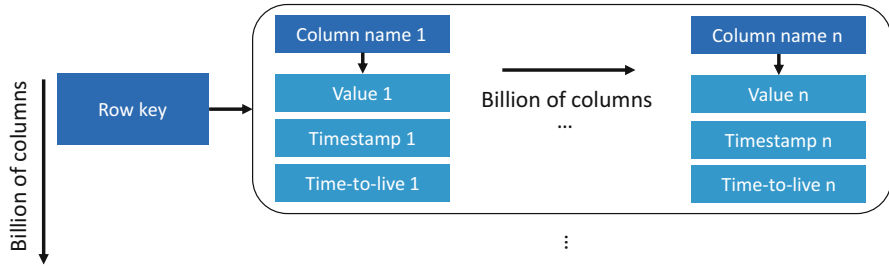 Billion of columns
Row key
Column name 1
Value 1
Timestamp 1
Time-to-live 1
Billion of columns
...
Column name n
Value n
Timestamp n
Time-to-live n
...